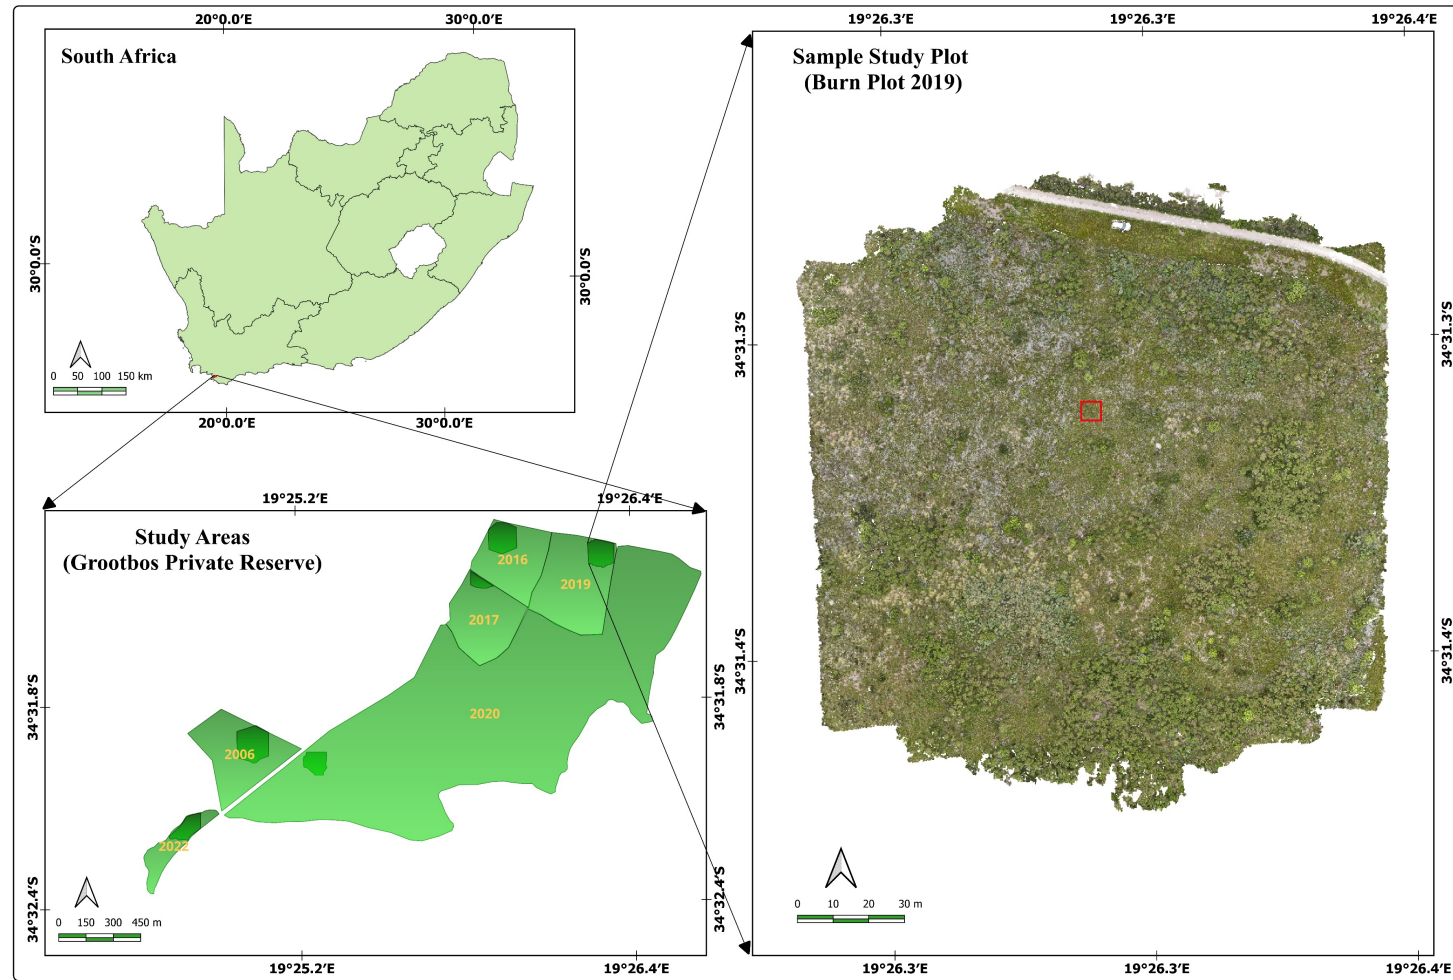 20°0.0'E 30°0.0'E
South Africa
30°0.0'S
30°0.0'S
0 50 100 150 km
20°0.0'E 30°0.0'E
19°25.2'E 19°26.4'E
Study Areas
(Grootbos Private Reserve)
2016
2019
2017
2020
2006
2022
34°31.8'S
34°31.8'S
34°32.4'S
34°32.4'S
0 150 300 450 m
19°25.2'E 19°26.4'E
19°26.3'E 19°26.3'E 19°26.4'E
Sample Study Plot
(Burn Plot 2019)
34°31.3'S
34°31.3'S
34°31.4'S
34°31.4'S
0 10 20 30 m
19°26.3'E 19°26.3'E 19°26.4'E